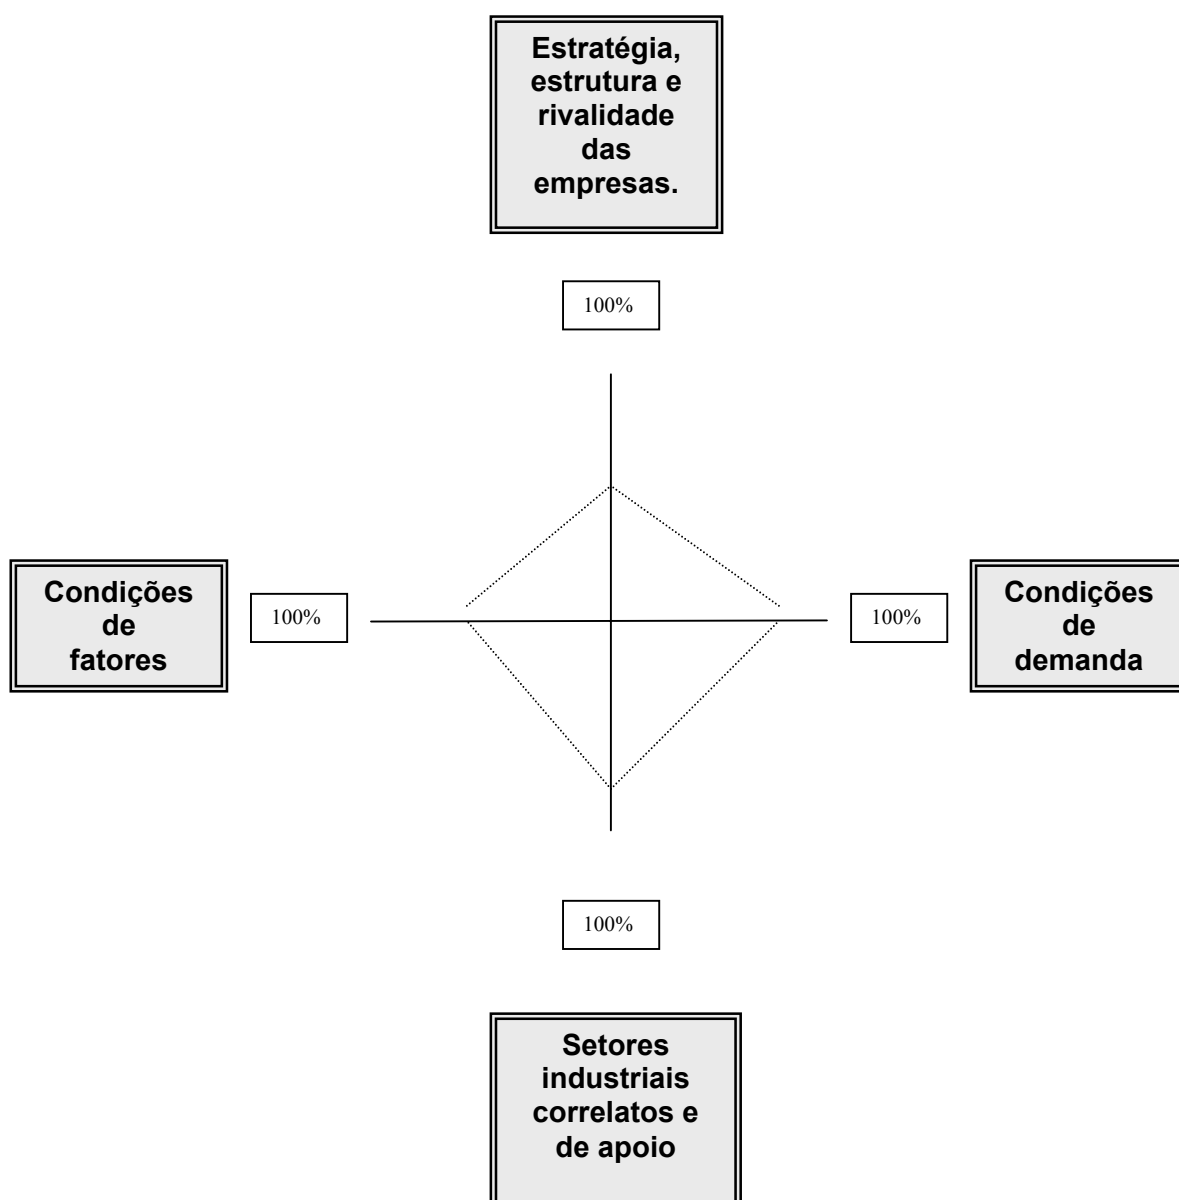 Estratégia,
estrutura e
rivalidade
das
empresas.
100%
Condições
de
fatores
100%
100%
Condições
de
demanda
100%
Setores
industriais
correlatos e
de apoio